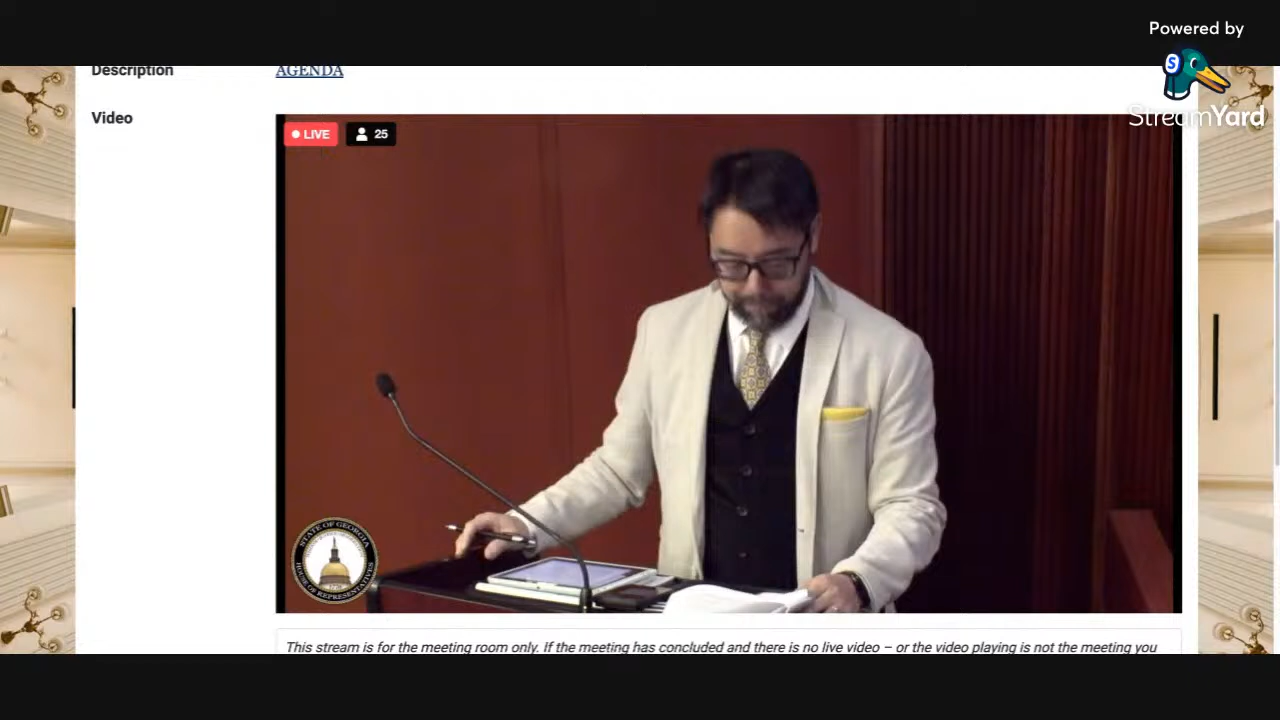 Powered by
StreamYard
Description
AGENDA
Video
LIVE
25
STATE OF GEORGIA
HOUSE OF REPRESENTATIVES
This stream is for the meeting room only. If the meeting has concluded and there is no live video – or the video playing is not the meeting you